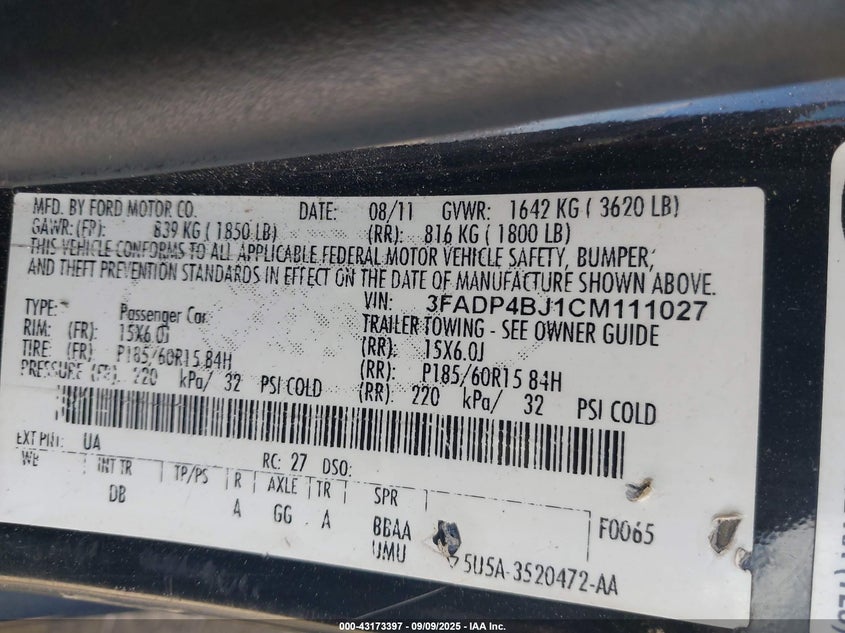 MFD. BY FORD MOTOR CO. DATE: 08/11 GVWR: 1642 KG ( 3620 LB)
GAWR: (FR): 839 KG ( 1850 LB) (RR): 816 KG ( 1800 LB)
THIS VEHICLE CONFORMS TO ALL APPLICABLE FEDERAL MOTOR VEHICLE SAFETY, BUMPER,
AND THEFT PREVENTION STANDARDS IN EFFECT ON THE DATE OF MANUFACTURE SHOWN ABOVE.
VIN: 3FADP4BJ1CM111027
TYPE: Passenger Car TRAILER TOWING - SEE OWNER GUIDE
RIM: (FR): 15X6.0J (RR): 15X6.0J
TIRE: (FR) P185/60R15 84H (RR): P185/60R15 84H
PRESSURE (FR): 220 kPa/ 32 PSI COLD (RR): 220 kPa/ 32 PSI COLD
EXT PNT: UA RC: 27 DSO:
WB INT TR TP/PS R AXLE TR SPR
DB A GG A BBAA F0065
UMU 5U5A-3520472-AA
000-43173397 - 09/09/2025 - IAA Inc.